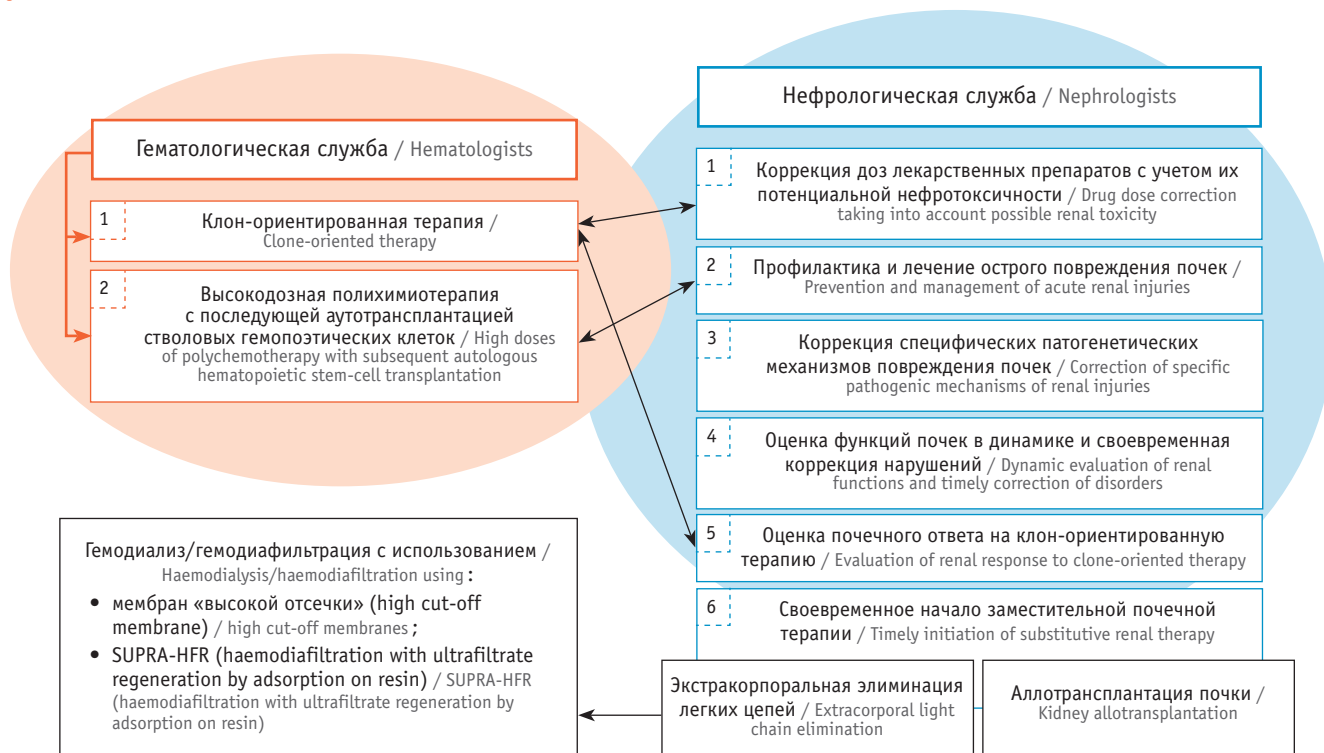 Гематологическая служба / Hematologists
1
Клон-ориентированная терапия /
Clone-oriented therapy
2
Высокодозная полихимиотерапия
с последующей аутотрансплантацией
стволовых гемопоэтических клеток / High doses
of polychemotherapy with subsequent autologous
hematopoietic stem-cell transplantation
Нефрологическая служба / Nephrologists
1
Коррекция доз лекарственных препаратов с учетом их
потенциальной нефротоксичности / Drug dose correction
taking into account possible renal toxicity
2
Профилактика и лечение острого повреждения почек /
Prevention and management of acute renal injuries
3
Коррекция специфических патогенетических
механизмов повреждения почек / Correction of specific
pathogenic mechanisms of renal injuries
4
Оценка функций почек в динамике и своевременная
коррекция нарушений / Dynamic evaluation of renal
functions and timely correction of disorders
5
Оценка почечного ответа на клон-ориентированную
терапию / Evaluation of renal response to clone-oriented therapy
6
Своевременное начало заместительной почечной
терапии / Timely initiation of substitutive renal therapy
Экстракорпоральная элиминация
легких цепей / Extracorporal light
chain elimination
Аллотрансплантация почки /
Kidney allotransplantation
Гемодиализ/гемодиафильтрация с использованием /
Haemodialysis/haemodiafiltration using :
• мембран «высокой отсечки» (high cut-off
membrane) / high cut-off membranes ;
• SUPRA-HFR (haemodiafiltration with ultrafiltrate
regeneration by adsorption on resin) / SUPRA-HFR
(haemodiafiltration with ultrafiltrate regeneration by
adsorption on resin)